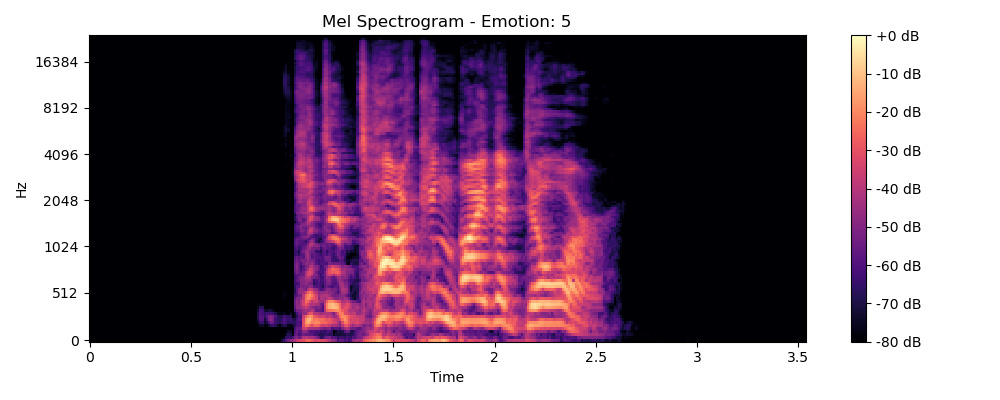 Mel Spectrogram - Emotion: 5
Hz
16384
8192
4096
2048
1024
512
0
0 0.5 1 1.5 2 2.5 3 3.5
Time
+0 dB
-10 dB
-20 dB
-30 dB
-40 dB
-50 dB
-60 dB
-70 dB
-80 dB